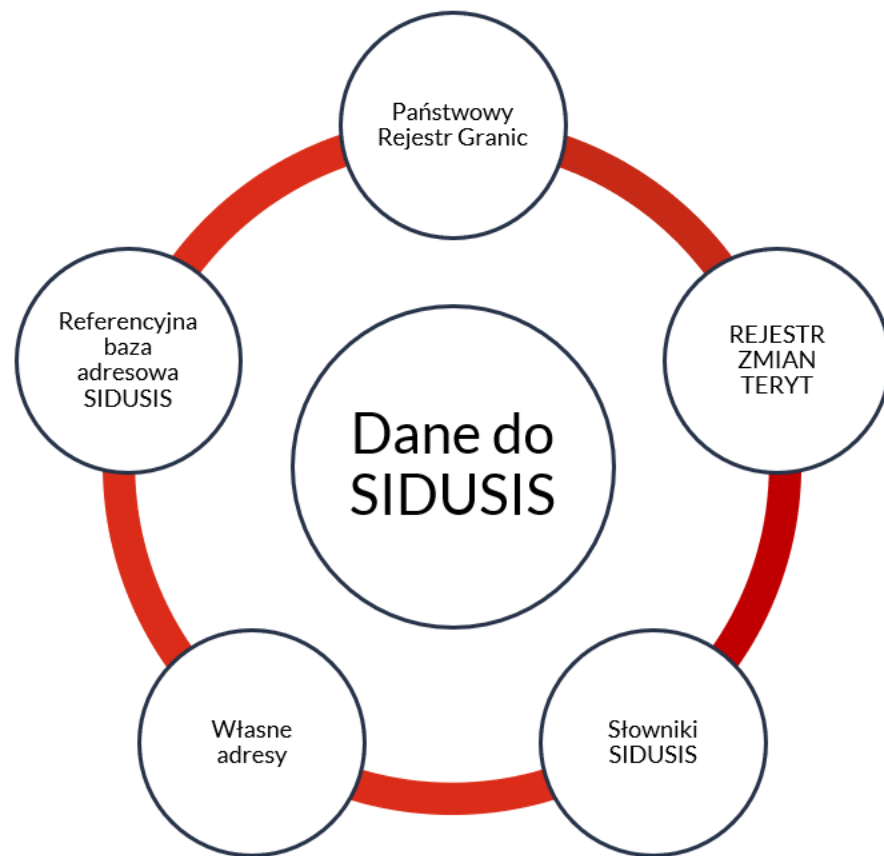 Państwowy
Rejestr Granic
Referencyjna
baza
adresowa
SIDUSIS
REJESTR
ZMIAN
TERYT
Dane do
SIDUSIS
Własne
adresy
Słowniki
SIDUSIS